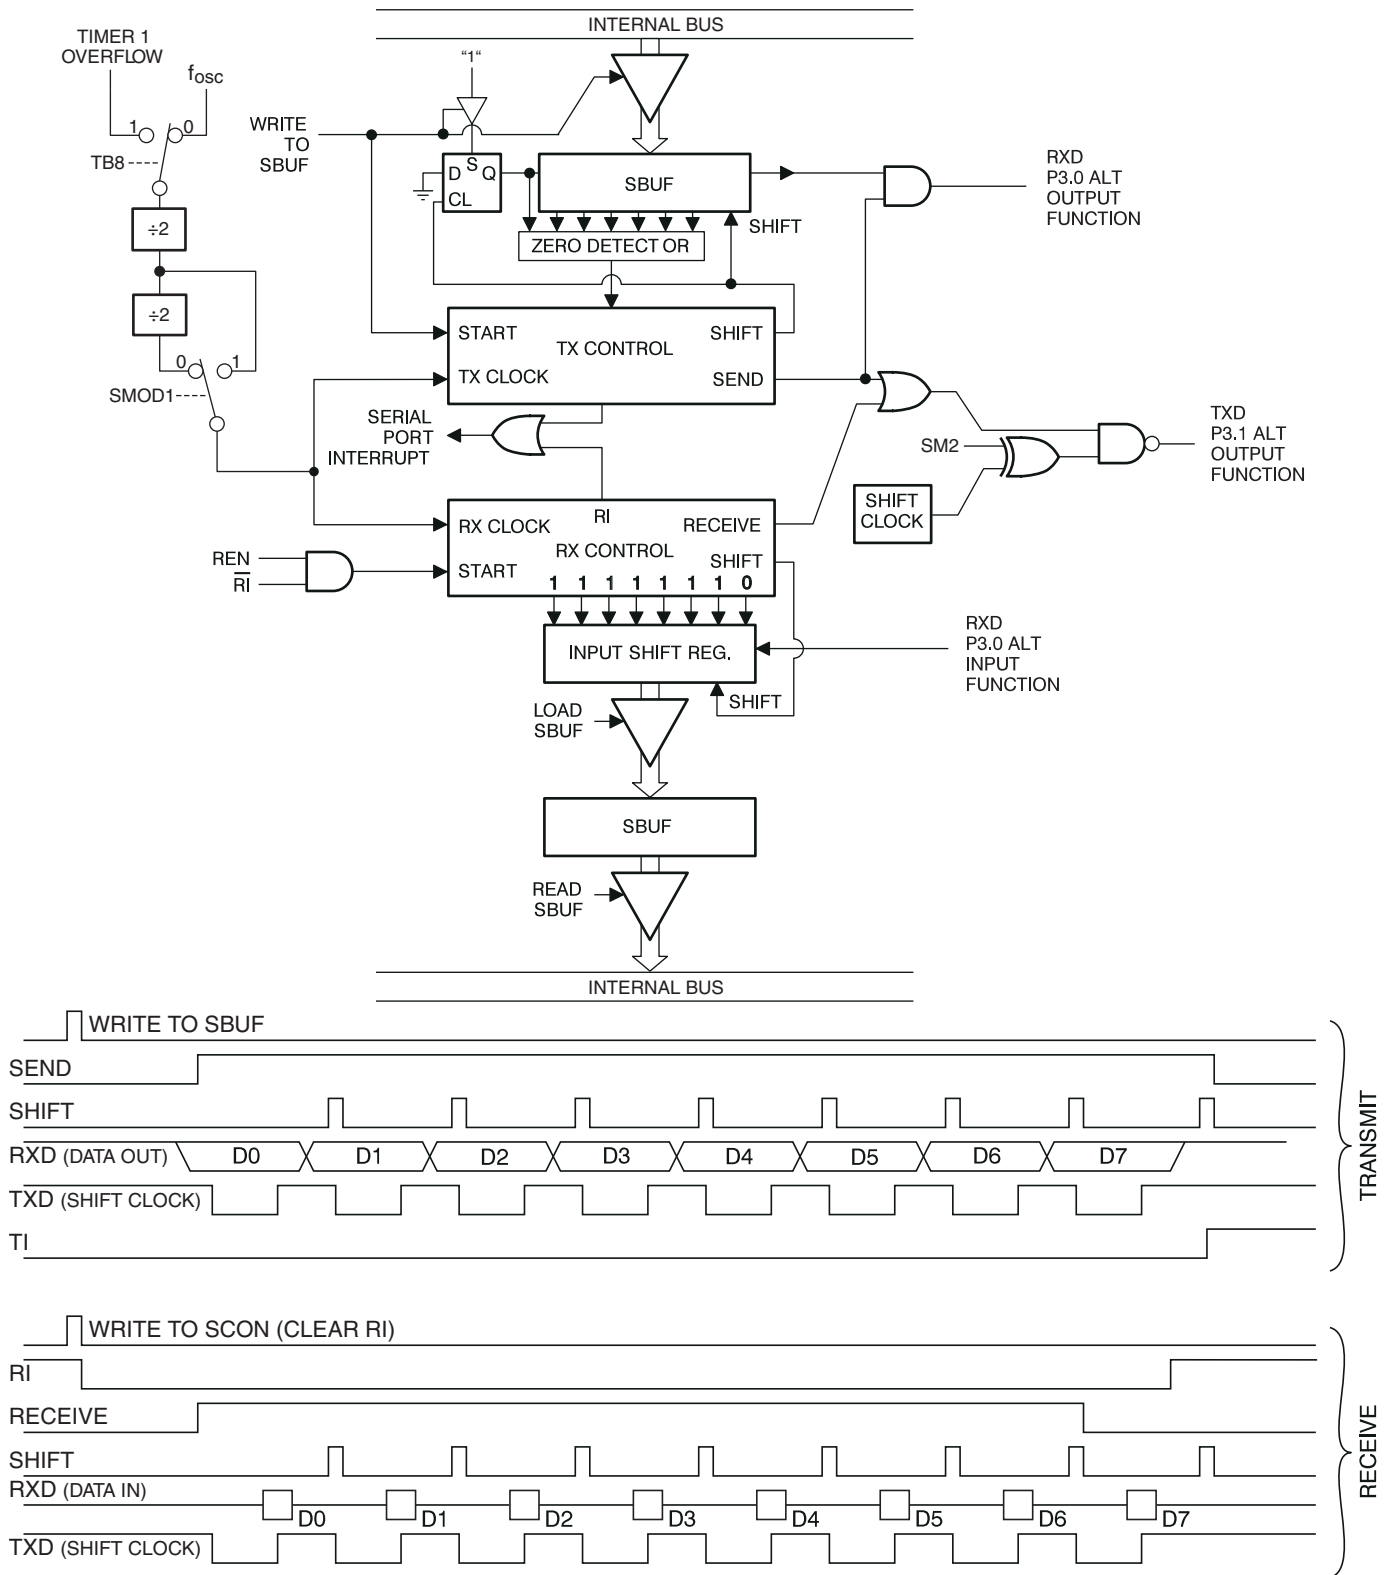 INTERNAL BUS
TIMER 1
OVERFLOW
fosc
"1"
1
0
TB8
WRITE
TO
SBUF
D
S
Q
CL
SBUF
RXD
P3.0 ALT
OUTPUT
FUNCTION
÷2
ZERO DETECT OR
SHIFT
÷2
START
SHIFT
TX CONTROL
TX CLOCK
SEND
0
1
SMOD1
SERIAL
PORT
INTERRUPT
SM2
TXD
P3.1 ALT
OUTPUT
FUNCTION
SHIFT
CLOCK
RX CLOCK
RI
RECEIVE
RX CONTROL
SHIFT
START
1 1 1 1 1 1 1 0
REN
R̅I̅
INPUT SHIFT REG.
RXD
P3.0 ALT
INPUT
FUNCTION
LOAD
SBUF
SHIFT
SBUF
READ
SBUF
INTERNAL BUS
WRITE TO SBUF
SEND
SHIFT
RXD (DATA OUT) D0 D1 D2 D3 D4 D5 D6 D7
TXD (SHIFT CLOCK)
TI
TRANSMIT
WRITE TO SCON (CLEAR RI)
RI
RECEIVE
SHIFT
RXD (DATA IN) D0 D1 D2 D3 D4 D5 D6 D7
TXD (SHIFT CLOCK)
RECEIVE